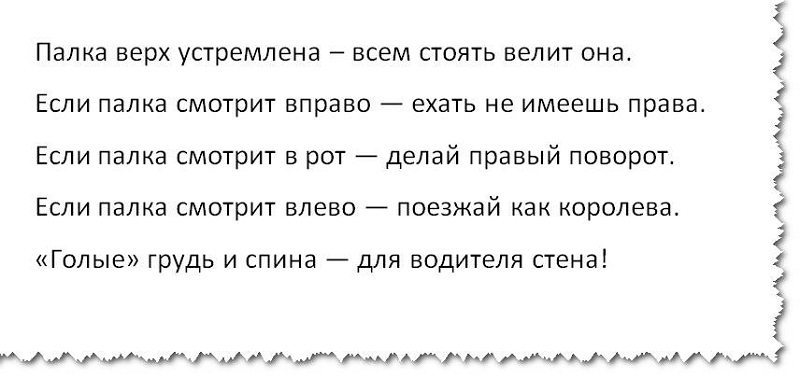 Палка верх устремлена – всем стоять велит она.
Если палка смотрит вправо — ехать не имеешь права.
Если палка смотрит в рот — делай правый поворот.
Если палка смотрит влево — поезжай как королева.
«Голые» грудь и спина — для водителя стена!